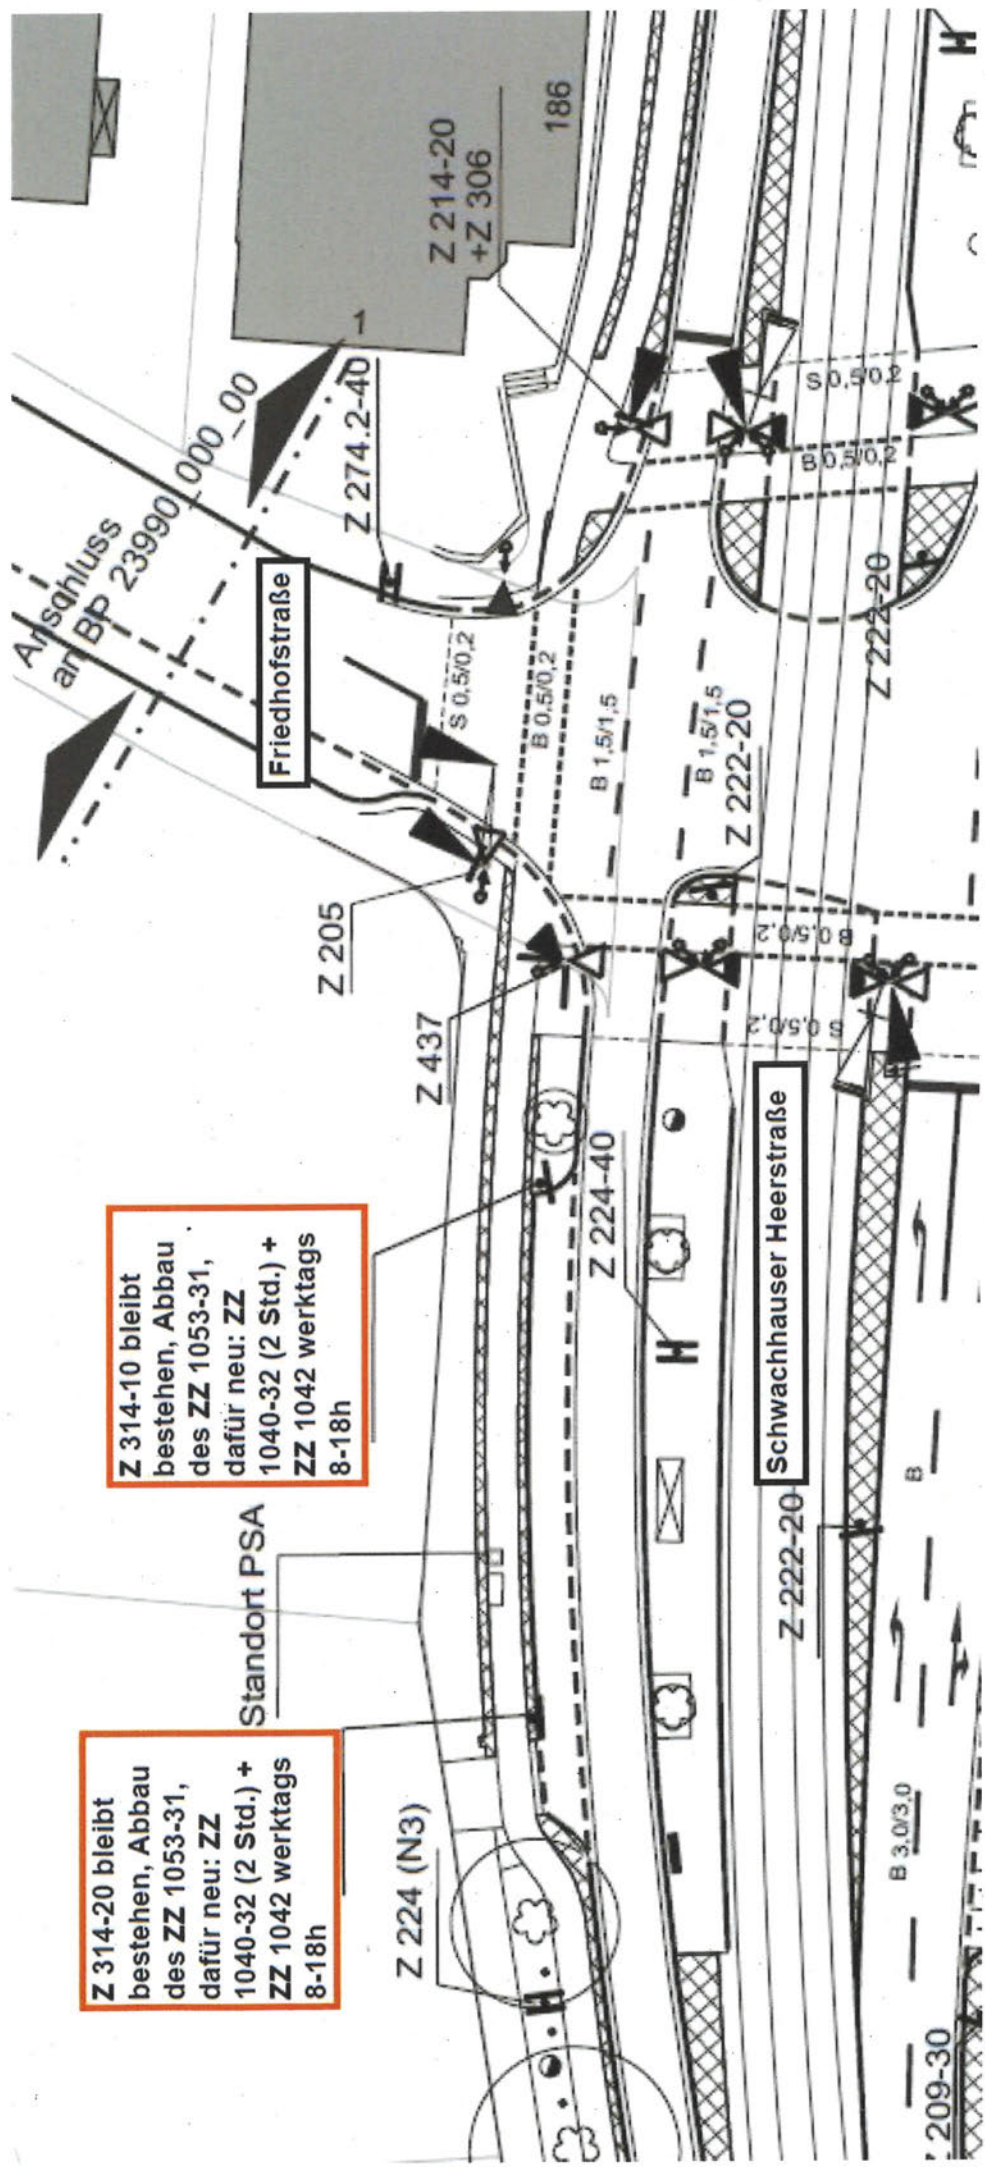 Z 314-20 bleibt
bestehen, Abbau
des ZZ 1053-31,
dafür neu: ZZ
1040-32 (2 Std.) +
ZZ 1042 werktags
8-18h
Standort PSA
Z 314-10 bleibt
bestehen, Abbau
des ZZ 1053-31,
dafür neu: ZZ
1040-32 (2 Std.) +
ZZ 1042 werktags
8-18h
Anschluss
an BP 23990_000_00
Friedhofstraße
Z 274.2-40
1
Z 214-20
+Z 306
186
Z 205
Z 437
Z 224 (N3)
Z 224-40
S 0,5/0,2
B 0,5/0,2
B 1,5/1,5
B 1,5/1,5
Z 222-20
Z 222-20
S 0,5/0,2
B 0,5/0,2
B 0,5/0,2
S 0,5/0,2
Schwachhauser Heerstraße
Z 222-20
B
B 3,0/3,0
209-30